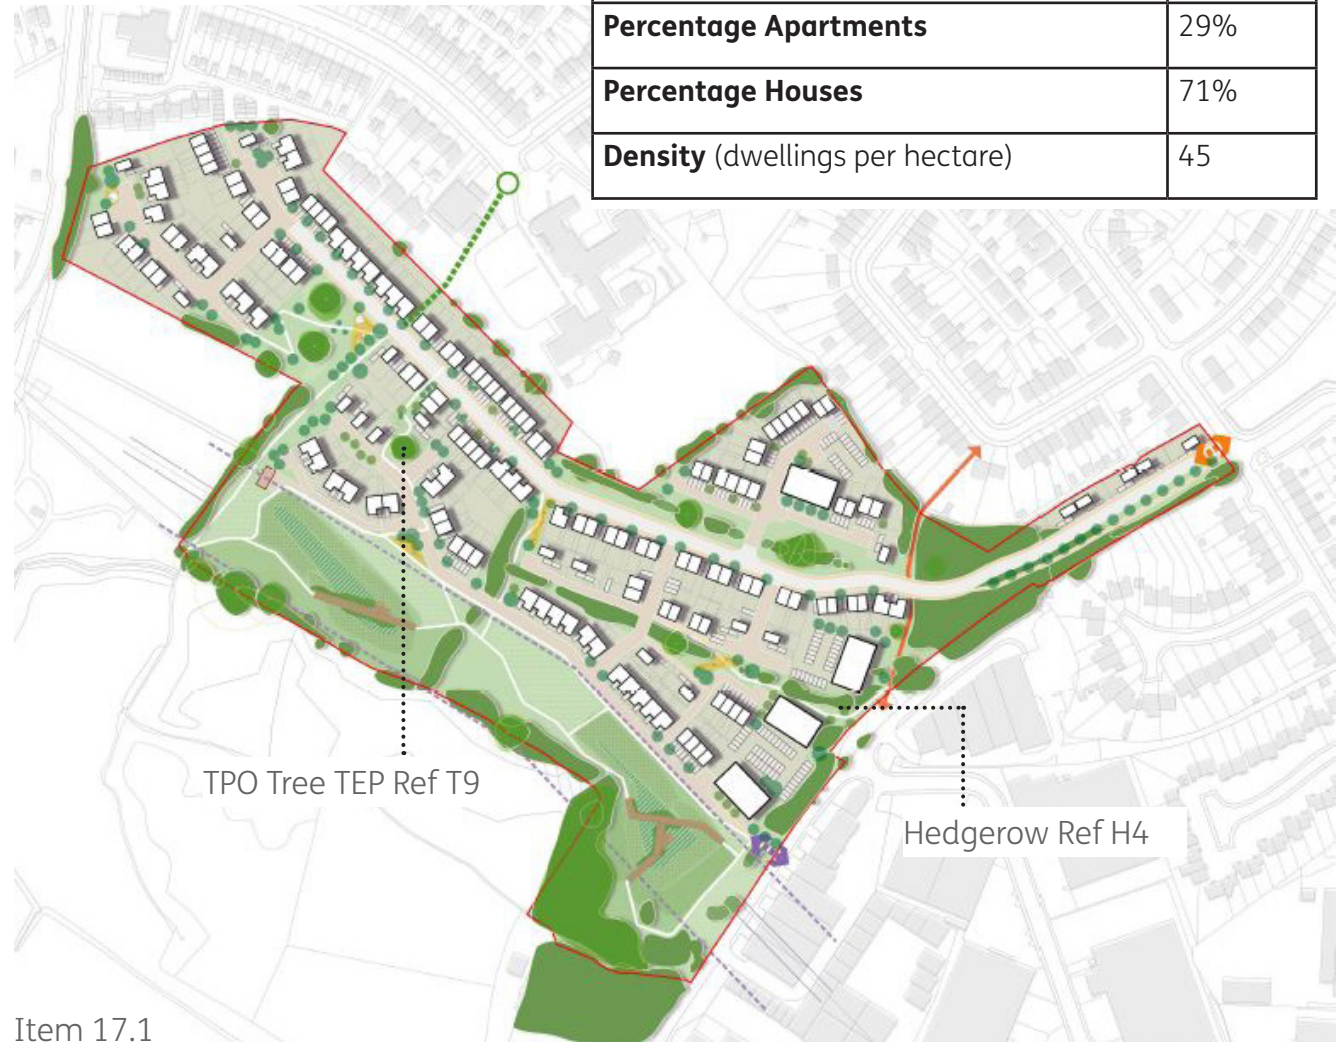 Percentage Apartments 29%
Percentage Houses 71%
Density (dwellings per hectare) 45
TPO Tree TEP Ref T9
Hedgerow Ref H4
Item 17.1